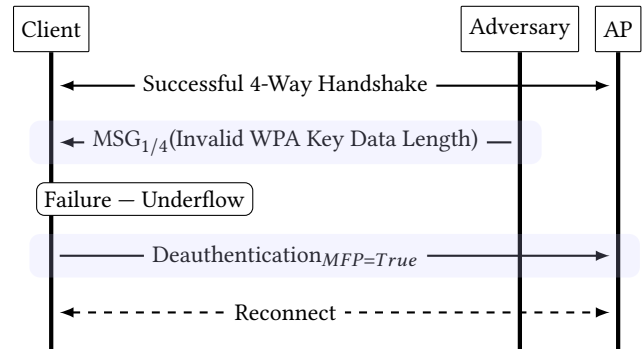 Client Adversary AP
Successful 4-Way Handshake
MSG1/4(Invalid WPA Key Data Length)
Failure − Underflow
DeauthenticationMFP=True
Reconnect